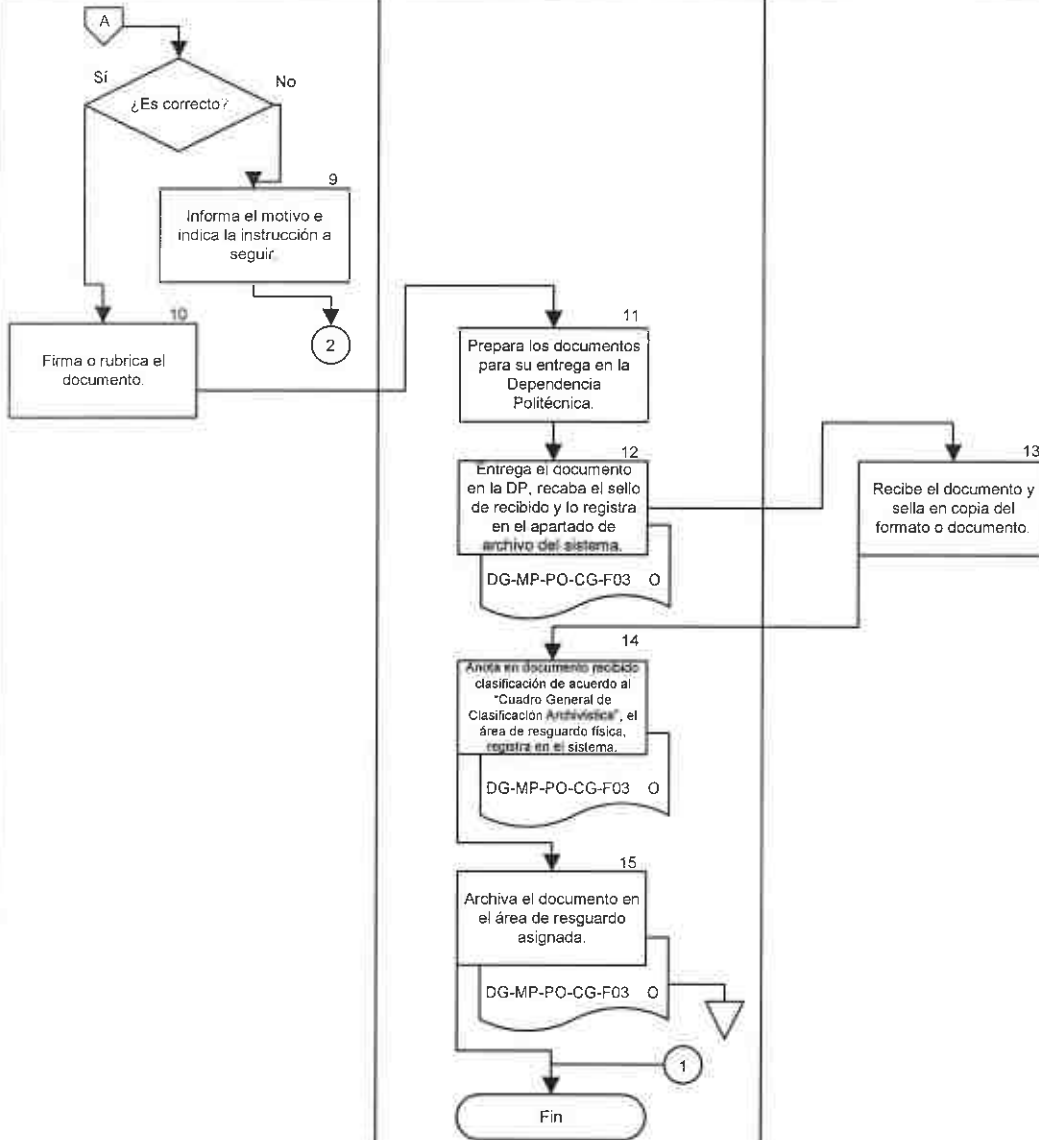 A
Sí
No
¿Es correcto?
9
Informa el motivo e
indica la instrucción a
seguir.
2
10
Firma o rubrica el
documento.
11
Prepara los documentos
para su entrega en la
Dependencia
Politécnica.
12
Entrega el documento
en la DP, recaba el sello
de recibido y lo registra
en el apartado de
archivo del sistema.
DG-MP-PO-CG-F03 O
13
Recibe el documento y
sella en copia del
formato o documento.
14
Anota en documento recibido
clasificación de acuerdo al
"Cuadro General de
Clasificación Archivística", el
área de resguardo física,
registra en el sistema.
DG-MP-PO-CG-F03 O
15
Archiva el documento en
el área de resguardo
asignada.
DG-MP-PO-CG-F03 O
1
Fin